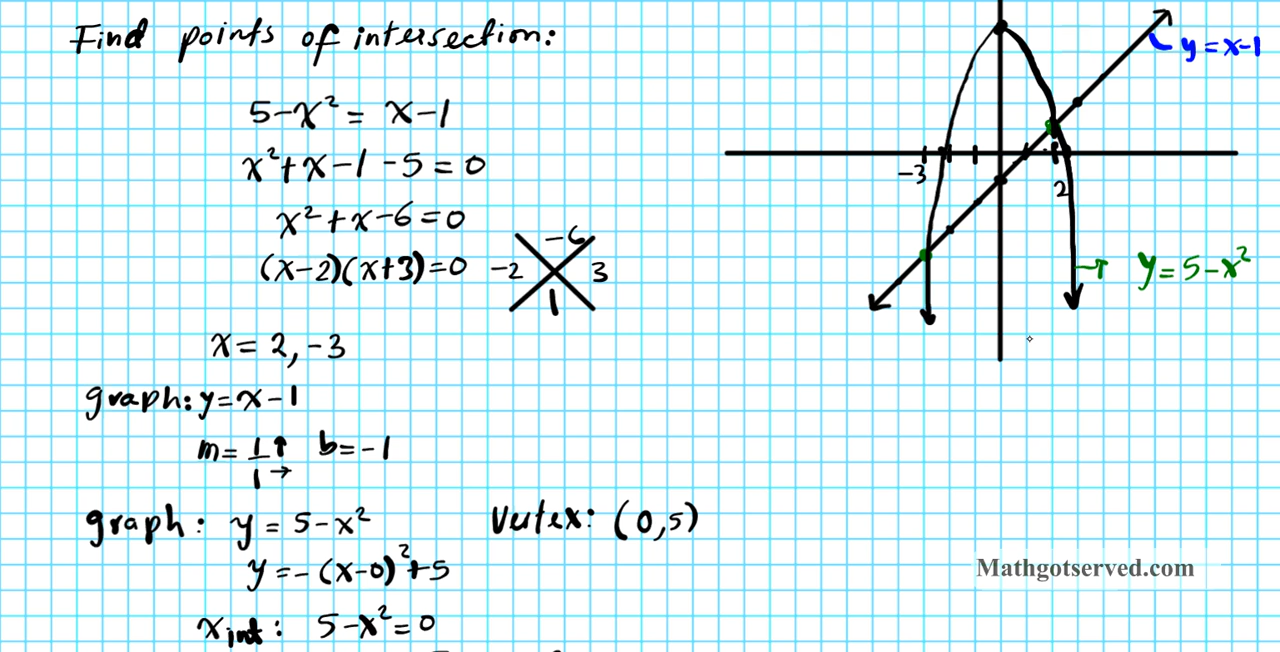 Find points of intersection:
5-x² = x-1
x²+x-1-5=0
x²+x-6=0
(x-2)(x+3)=0
-6
-2 3
1
x=2,-3
graph: y=x-1
m=1/1 ↑ → b=-1
graph: y=5-x² Vertex: (0,5)
y=-(x-0)²+5
x int: 5-x²=0
y=x-1
-3 2
y=5-x²
Mathgotserved.com